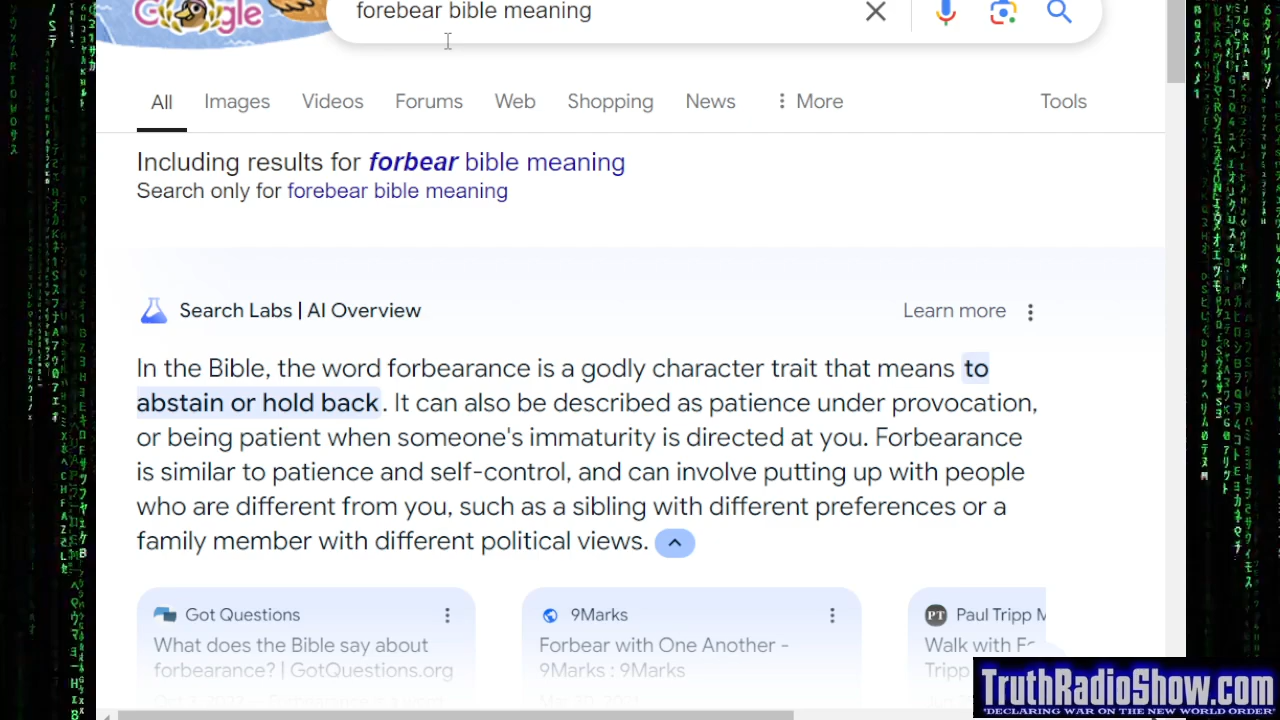 Google
forebear bible meaning
All Images Videos Forums Web Shopping News More Tools
Including results for forbear bible meaning
Search only for forebear bible meaning
Search Labs | AI Overview Learn more
In the Bible, the word forbearance is a godly character trait that means to
abstain or hold back. It can also be described as patience under provocation,
or being patient when someone's immaturity is directed at you. Forbearance
is similar to patience and self-control, and can involve putting up with people
who are different from you, such as a sibling with different preferences or a
family member with different political views.
Got Questions
What does the Bible say about
forbearance? | GotQuestions.org
9Marks
Forbear with One Another -
9Marks : 9Marks
PT Paul Tripp M
Walk with
Tripp
TruthRadioShow.com
"DECLARING WAR ON THE NEW WORLD ORDER"